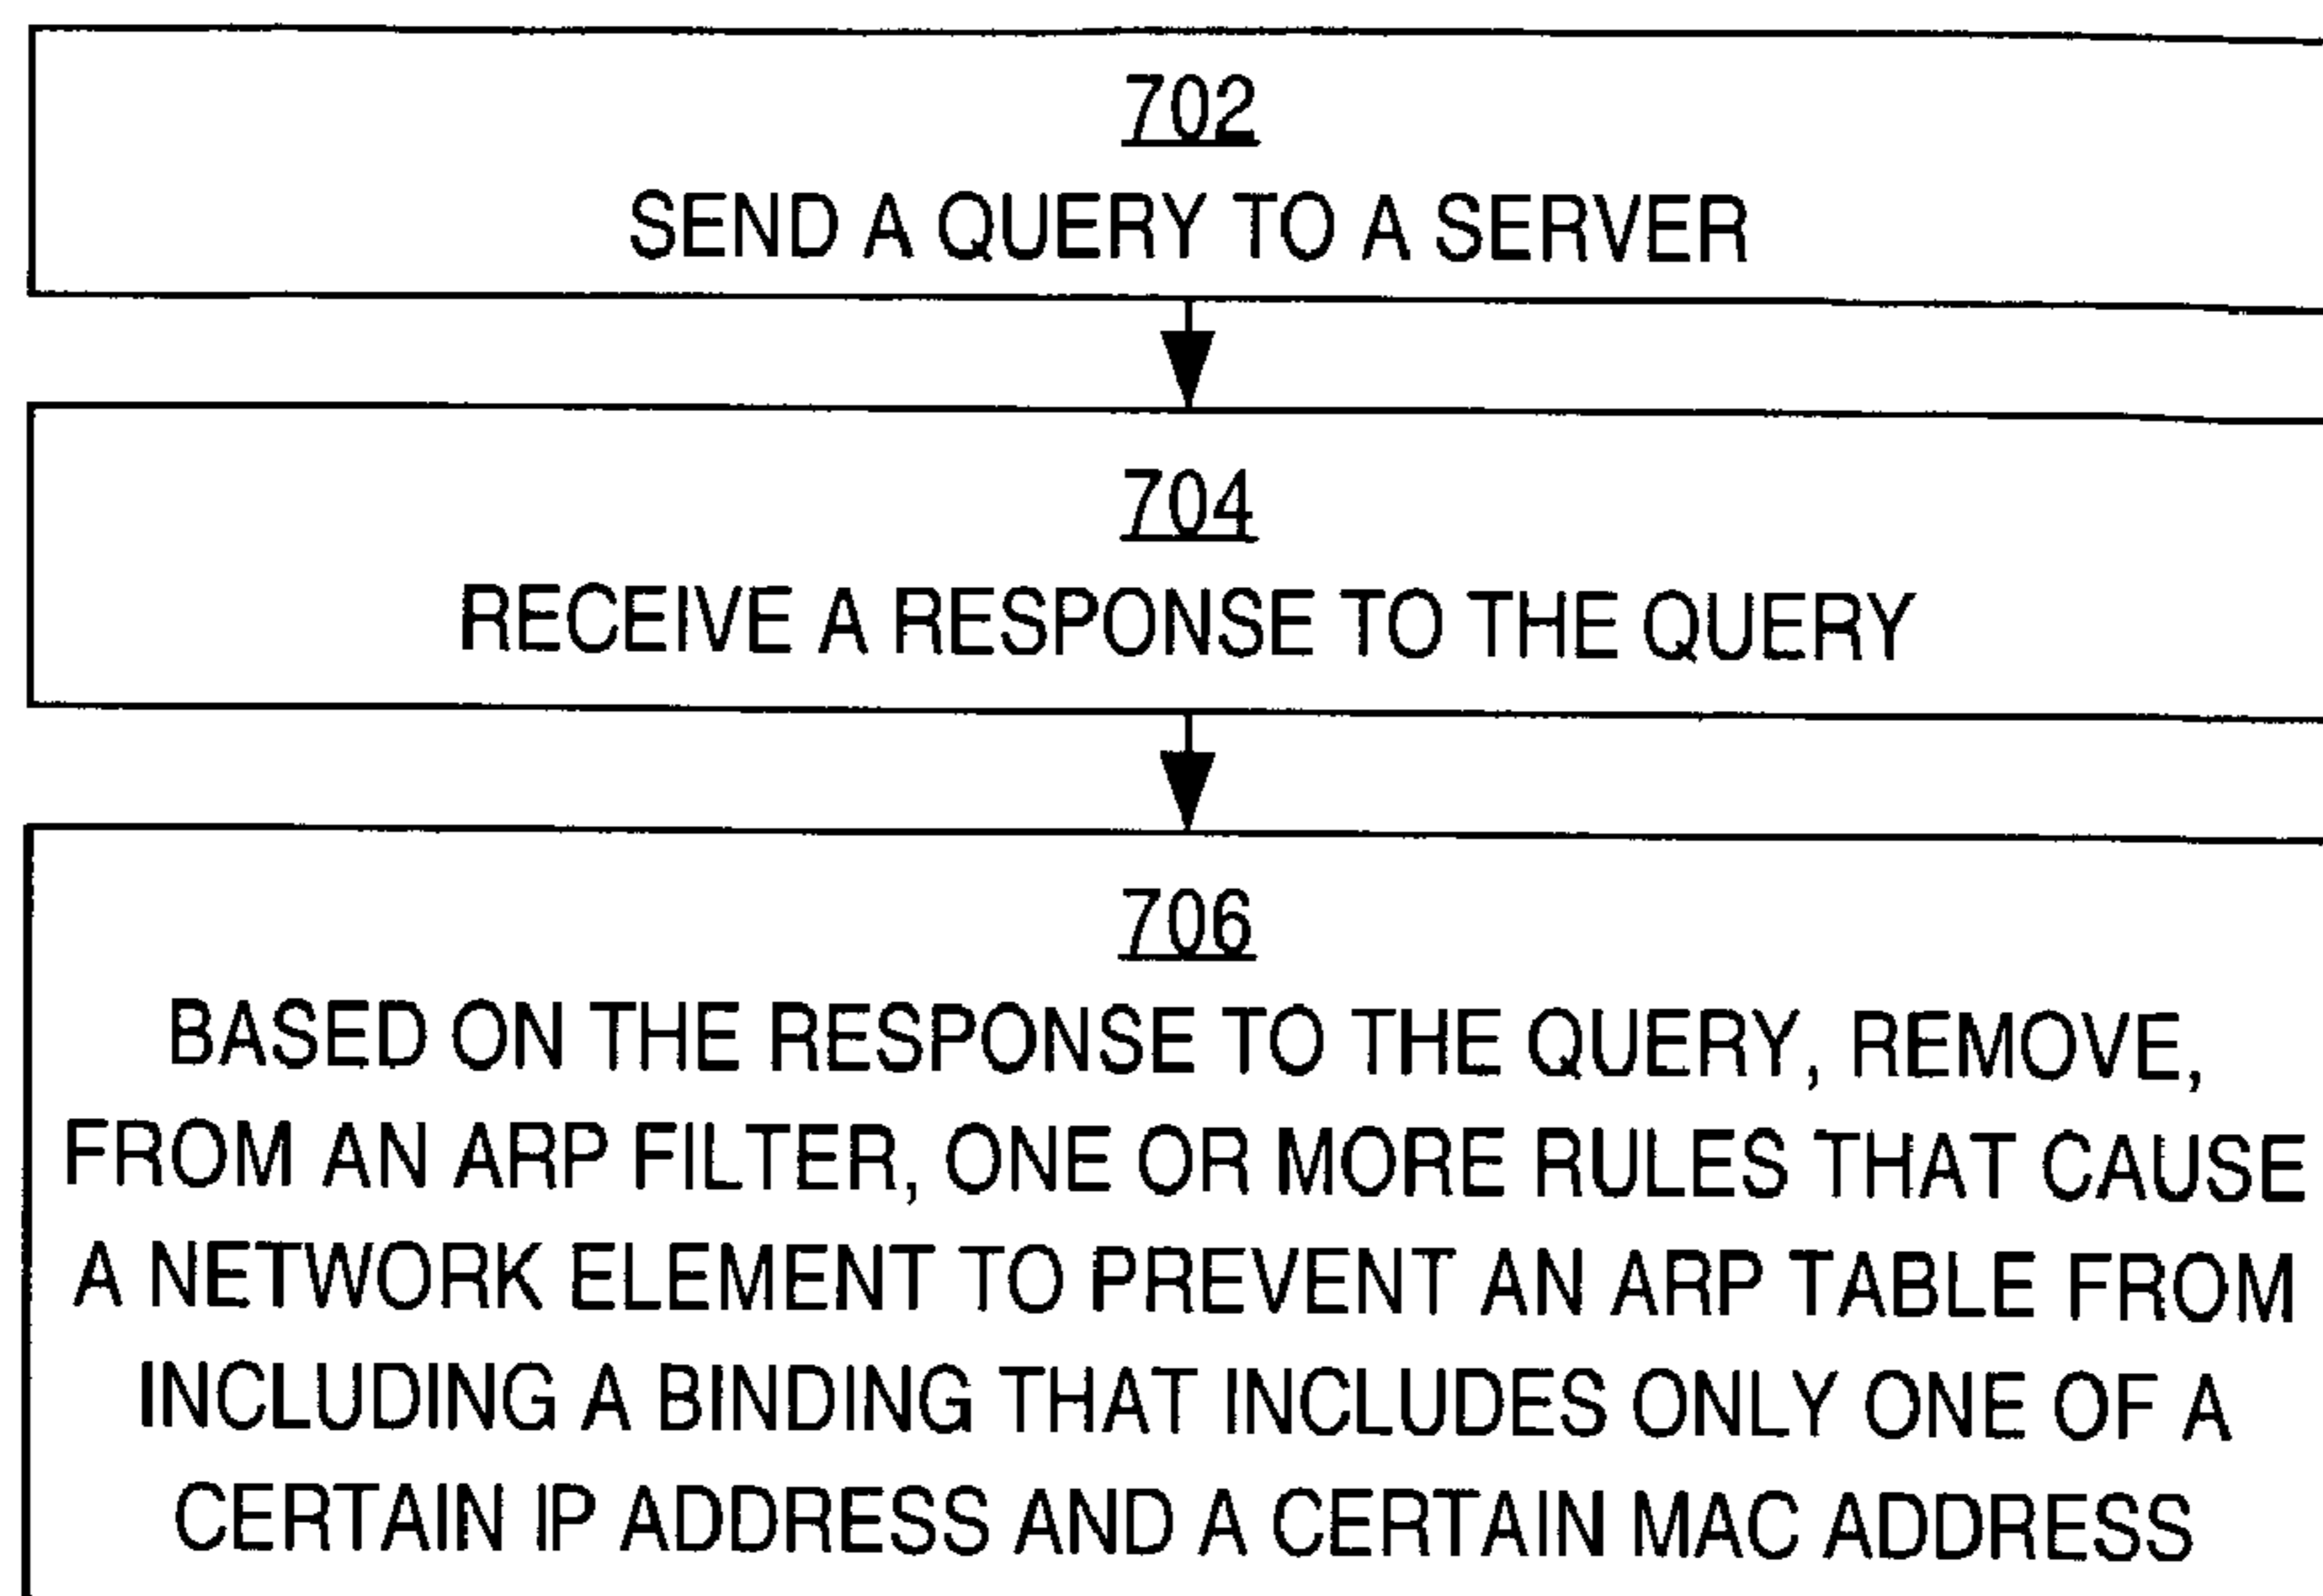 702
SEND A QUERY TO A SERVER
704
RECEIVE A RESPONSE TO THE QUERY
706
BASED ON THE RESPONSE TO THE QUERY, REMOVE,
FROM AN ARP FILTER, ONE OR MORE RULES THAT CAUSE
A NETWORK ELEMENT TO PREVENT AN ARP TABLE FROM
INCLUDING A BINDING THAT INCLUDES ONLY ONE OF A
CERTAIN IP ADDRESS AND A CERTAIN MAC ADDRESS